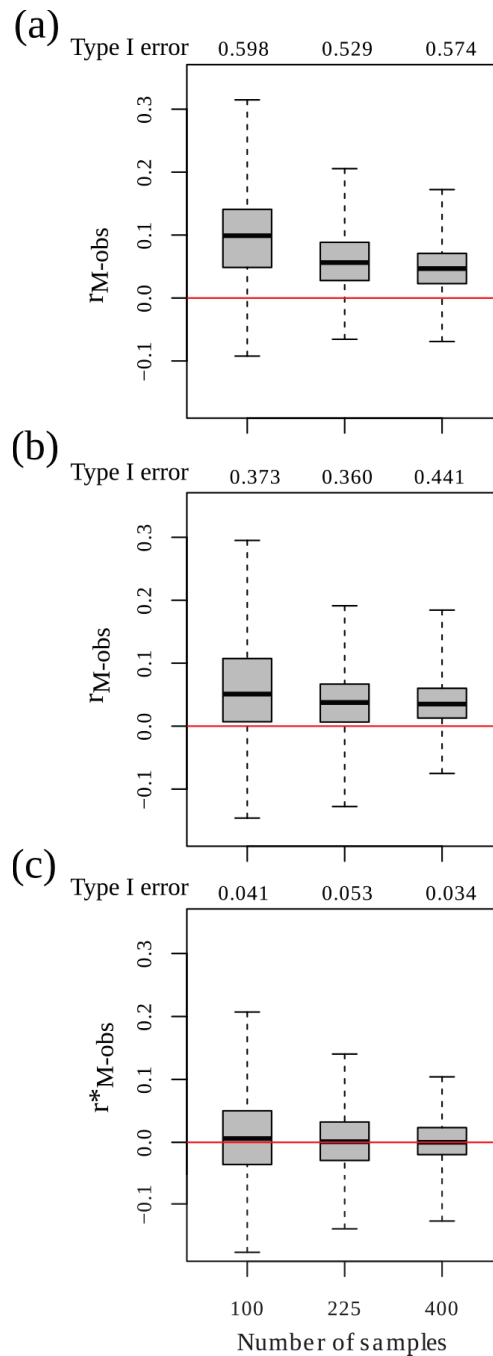 (a)
Type I error 0.598 0.529 0.574
rM-obs
0.3
0.2
0.1
0.0
−0.1
(b)
Type I error 0.373 0.360 0.441
rM-obs
0.3
0.2
0.1
0.0
−0.1
(c)
Type I error 0.041 0.053 0.034
r*M-obs
0.3
0.2
0.1
0.0
−0.1
100 225 400
Number of samples